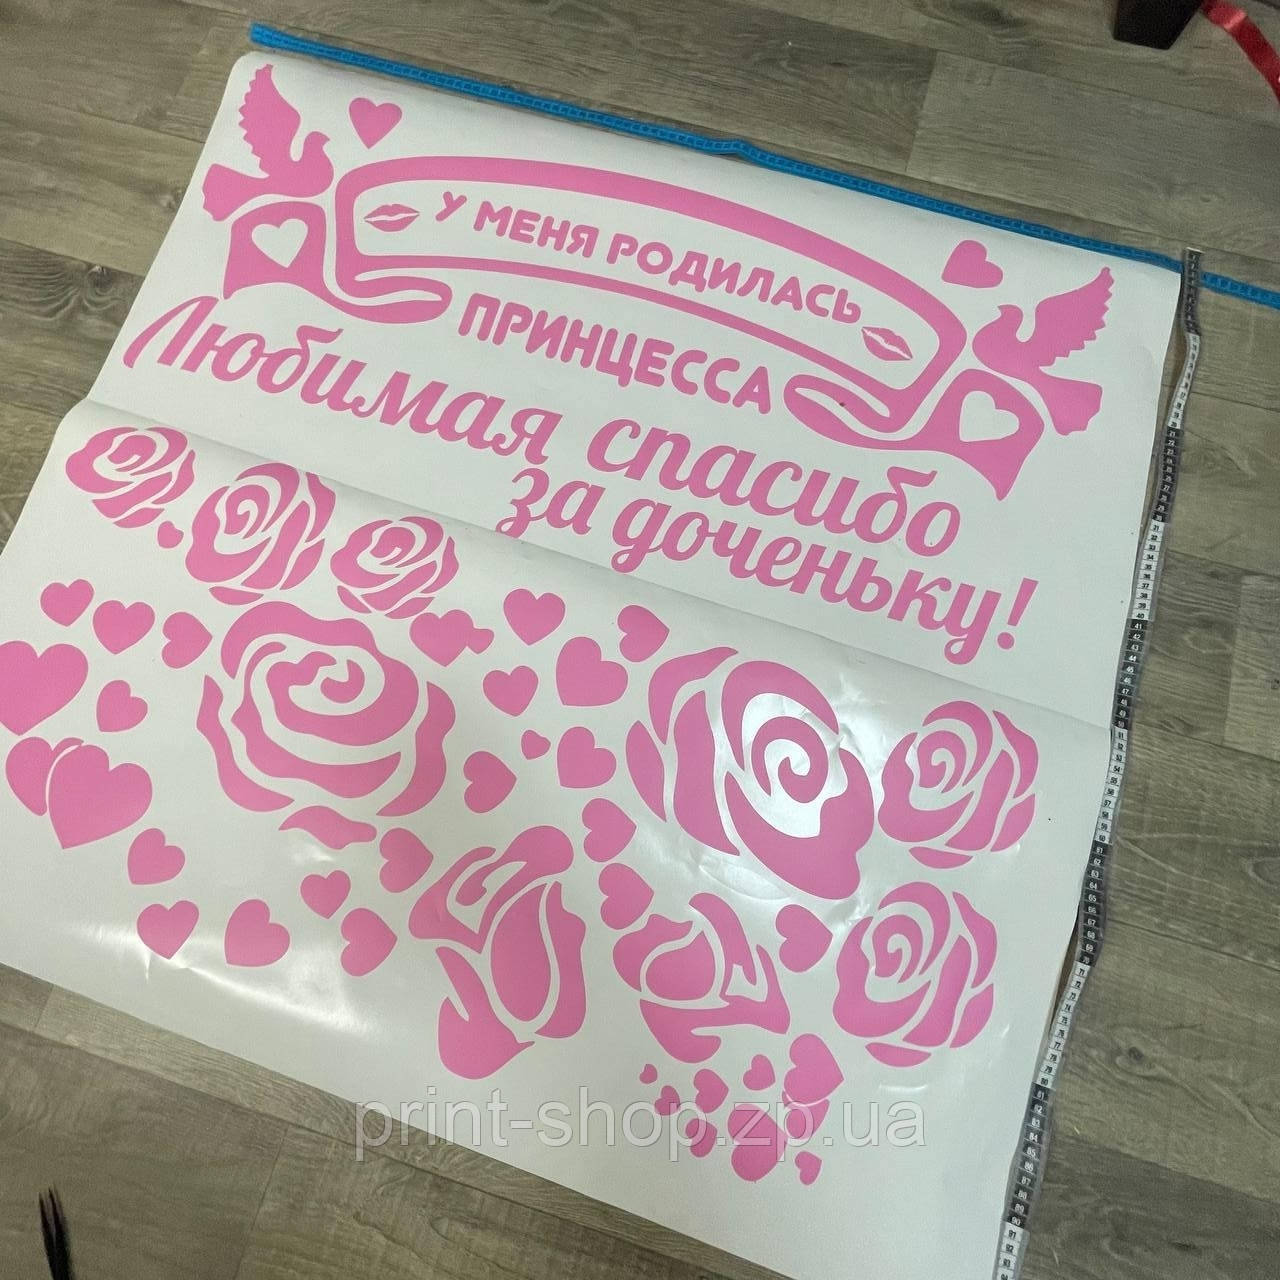 У МЕНЯ РОДИЛАСЬ
ПРИНЦЕССА
Любимая спасибо
за доченьку!
print-shop.zp.ua